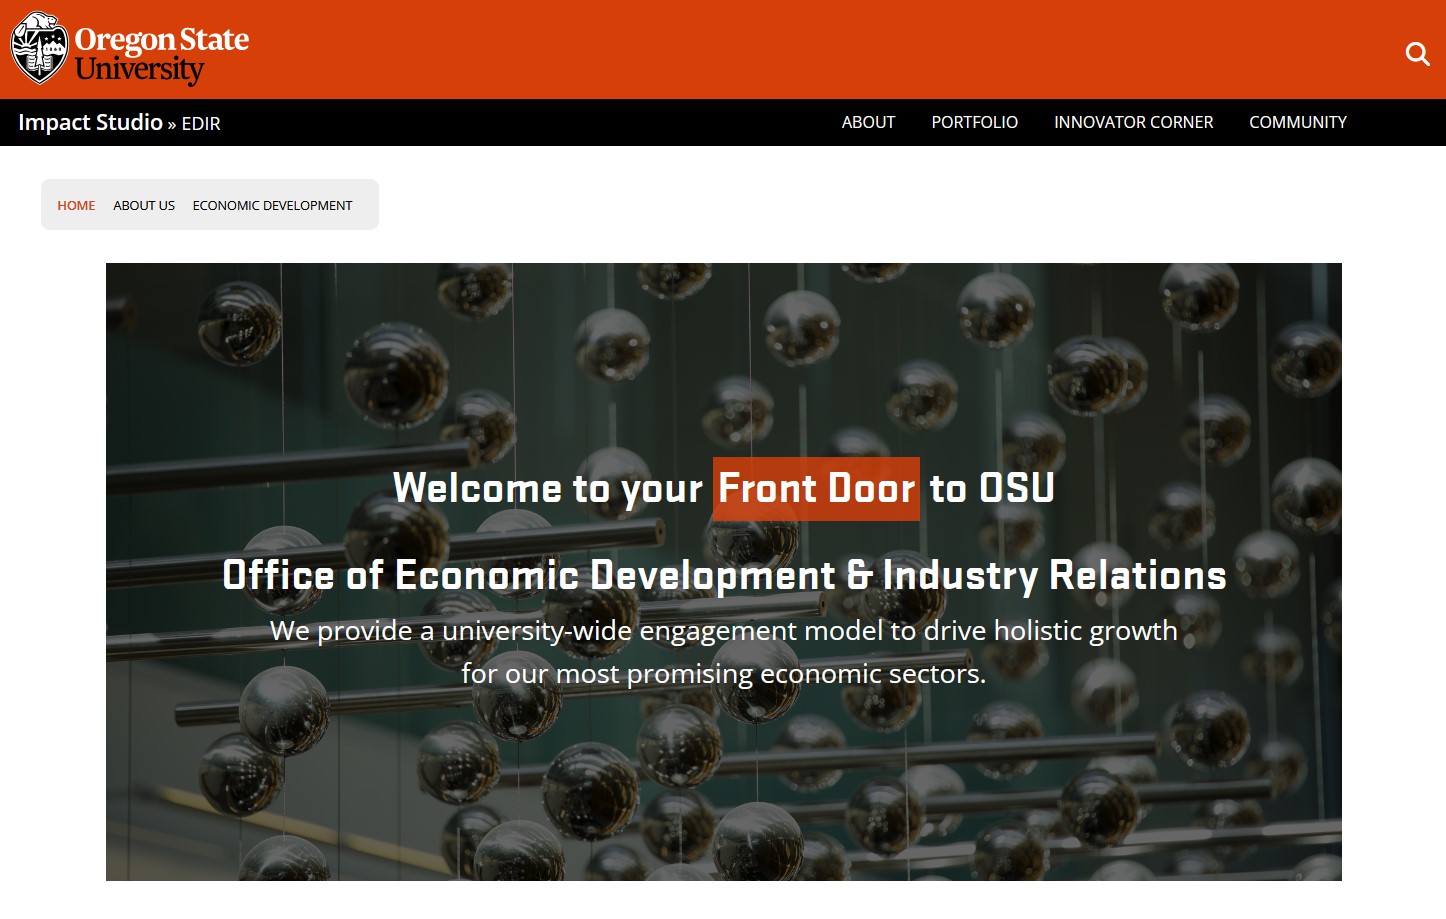 Oregon State
University
Impact Studio » EDIR
ABOUT PORTFOLIO INNOVATOR CORNER COMMUNITY
HOME ABOUT US ECONOMIC DEVELOPMENT
Welcome to your Front Door to OSU
Office of Economic Development & Industry Relations
We provide a university-wide engagement model to drive holistic growth
for our most promising economic sectors.